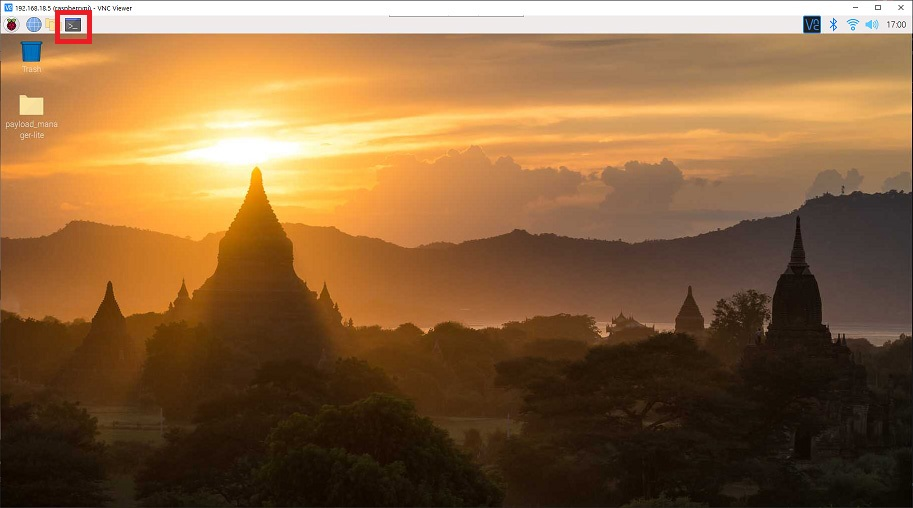 192.168.18.5 (raspberrypi) - VNC Viewer
17:00
Trash
payload_mana
ger-lite